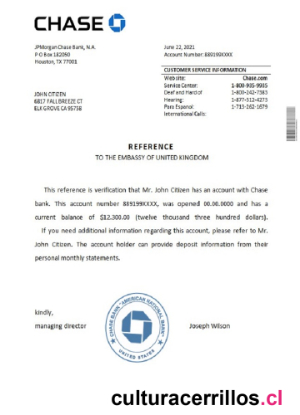 CHASE
JPMorgan Chase Bank, N.A.
P O Box 182050
Houston, TX 77001
June 22, 2021
Account Number: 889199XXXX
CUSTOMER SERVICE INFORMATION
Web site: Chase.com
Service Center: 1-800-935-9935
Deaf and Hard of
Hearing: 1-800-242-7383
Para Espanol: 1-877-312-4273
International Calls: 1-713-262-1679
JOHN CITIZEN
6817 FALLBREEZE CT
ELK GROVE CA 95758
REFERENCE
TO THE EMBASSY OF UNITED KINGDOM
This reference is verification that Mr. John Citizen has an account with Chase
bank. This account number 889199XXXX, was opened 00.00.0000 and has a
current balance of $12,300.00 (twelve thousand three hundred dollars).
If you need additional information regarding this account, please refer to Mr.
John Citizen. The account holder can provide deposit information from their
personal monthly statements.
kindly,
managing director
Joseph Wilson
CHASE BANK "AMERICAN NATIONAL BANK"
UNITED STATES
culturacerrillos.cl